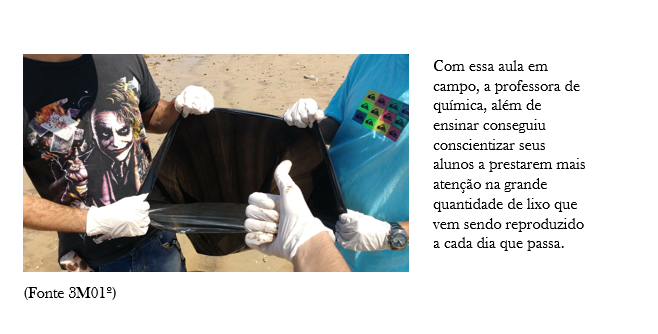 Com essa aula em
campo, a professora de
química, além de
ensinar conseguiu
conscientizar seus
alunos a prestarem mais
atenção na grande
quantidade de lixo que
vem sendo reproduzido
a cada dia que passa.
(Fonte 3M01º)